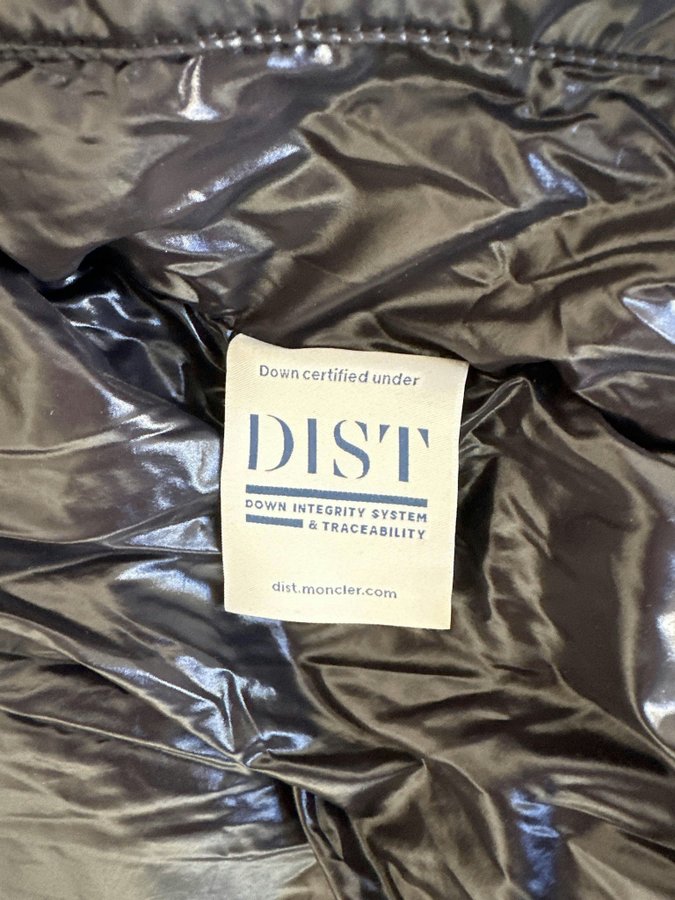 Down certified under
DIST
DOWN INTEGRITY SYSTEM
& TRACEABILITY
dist.moncler.com